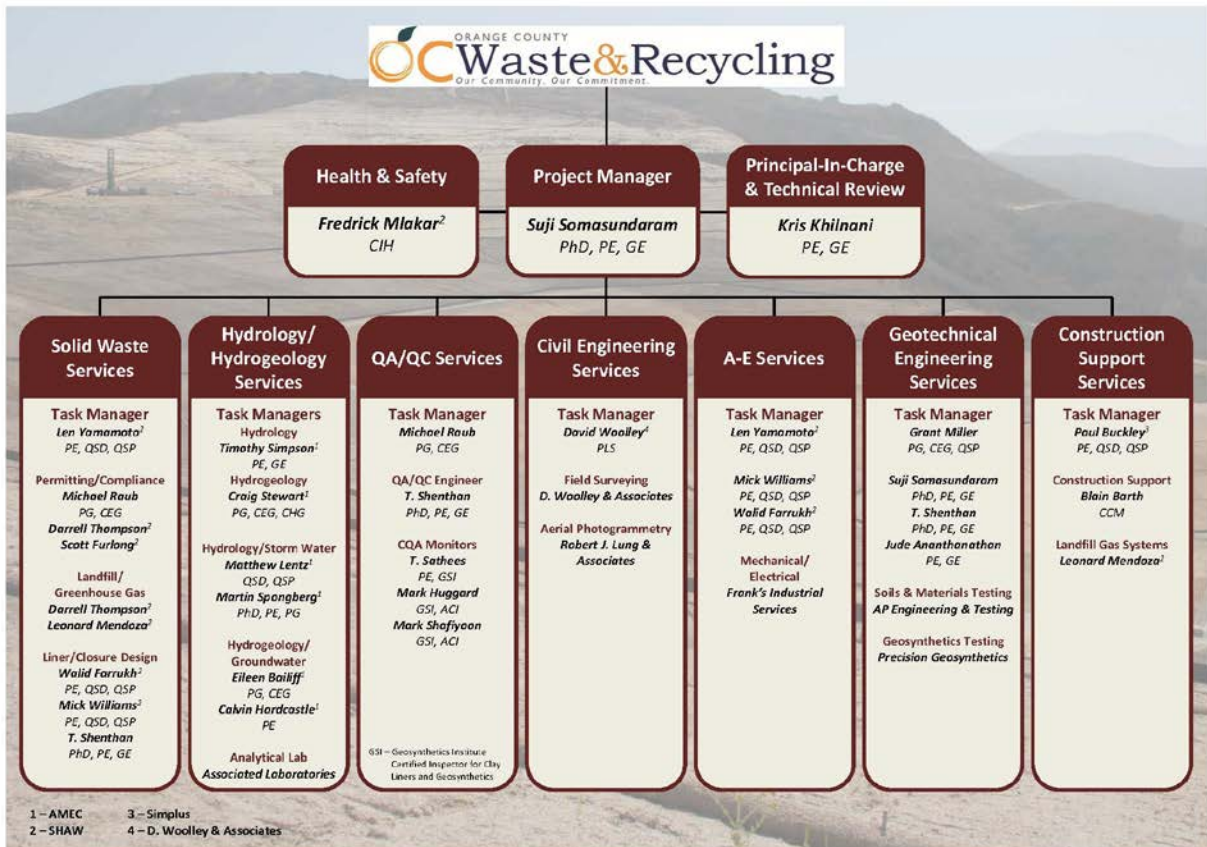 ORANGE COUNTY
OC Waste&Recycling
Our Community. Our Commitment.
Health & Safety
Fredrick Mlakar²
CIH
Project Manager
Suji Somasundaram
PhD, PE, GE
Principal-In-Charge
& Technical Review
Kris Khilnani
PE, GE
Solid Waste
Services
Task Manager
Len Yamamoto²
PE, QSD, QSP
Permitting/Compliance
Michael Raub
PG, CEG
Darrell Thompson²
Scott Furlong²
Landfill/
Greenhouse Gas
Darrell Thompson²
Leonard Mendoza²
Liner/Closure Design
Walid Farrukh²
PE, QSD, QSP
Mick Williams²
PE, QSD, QSP
T. Shenthan
PhD, PE, GE
Hydrology/
Hydrogeology
Services
Task Managers
Hydrology
Timothy Simpson¹
PE, GE
Hydrogeology
Craig Stewart¹
PG, CEG, CHG
Hydrology/Storm Water
Matthew Lentz¹
QSD, QSP
Martin Spongberg¹
PhD, PE, PG
Hydrogeology/
Groundwater
Eileen Bailiff¹
PG, CEG
Calvin Hardcastle¹
PE
Analytical Lab
Associated Laboratories
QA/QC Services
Task Manager
Michael Raub
PG, CEG
QA/QC Engineer
T. Shenthan
PhD, PE, GE
CQA Monitors
T. Sathees
PE, GSI
Mark Huggard
GSI, ACI
Mark Shafiyoon
GSI, ACI
GSI – Geosynthetics Institute
Certified Inspector for Clay
Liners and Geosynthetics
Civil Engineering
Services
Task Manager
David Woolley⁴
PLS
Field Surveying
D. Woolley & Associates
Aerial Photogrammetry
Robert J. Lung &
Associates
A-E Services
Task Manager
Len Yamamoto²
PE, QSD, QSP
Mick Williams²
PE, QSD, QSP
Walid Farrukh²
PE, QSD, QSP
Mechanical/
Electrical
Frank's Industrial
Services
Geotechnical
Engineering
Services
Task Manager
Grant Miller
PG, CEG, QSP
Suji Somasundaram
PhD, PE, GE
T. Shenthan
PhD, PE, GE
Jude Ananthanathan
PE, GE
Soils & Materials Testing
AP Engineering & Testing
Geosynthetics Testing
Precision Geosynthetics
Construction
Support
Services
Task Manager
Paul Buckley³
PE, QSD, QSP
Construction Support
Blain Barth
CCM
Landfill Gas Systems
Leonard Mendoza²
1 – AMEC
2 – SHAW
3 – Simplus
4 – D. Woolley & Associates